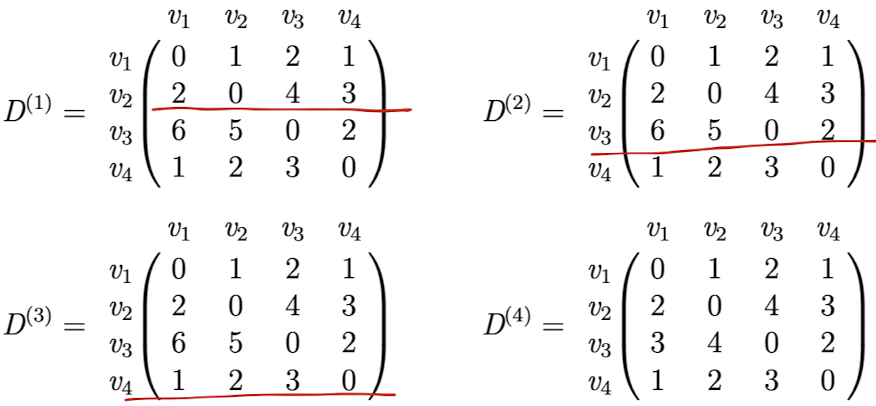 v₁ v₂ v₃ v₄
v₁ 0 1 2 1
D⁽¹⁾ = v₂ 2 0 4 3
v₃ 6 5 0 2
v₄ 1 2 3 0
v₁ v₂ v₃ v₄
v₁ 0 1 2 1
D⁽²⁾ = v₂ 2 0 4 3
v₃ 6 5 0 2
v₄ 1 2 3 0
v₁ v₂ v₃ v₄
v₁ 0 1 2 1
D⁽³⁾ = v₂ 2 0 4 3
v₃ 6 5 0 2
v₄ 1 2 3 0
v₁ v₂ v₃ v₄
v₁ 0 1 2 1
D⁽⁴⁾ = v₂ 2 0 4 3
v₃ 3 4 0 2
v₄ 1 2 3 0